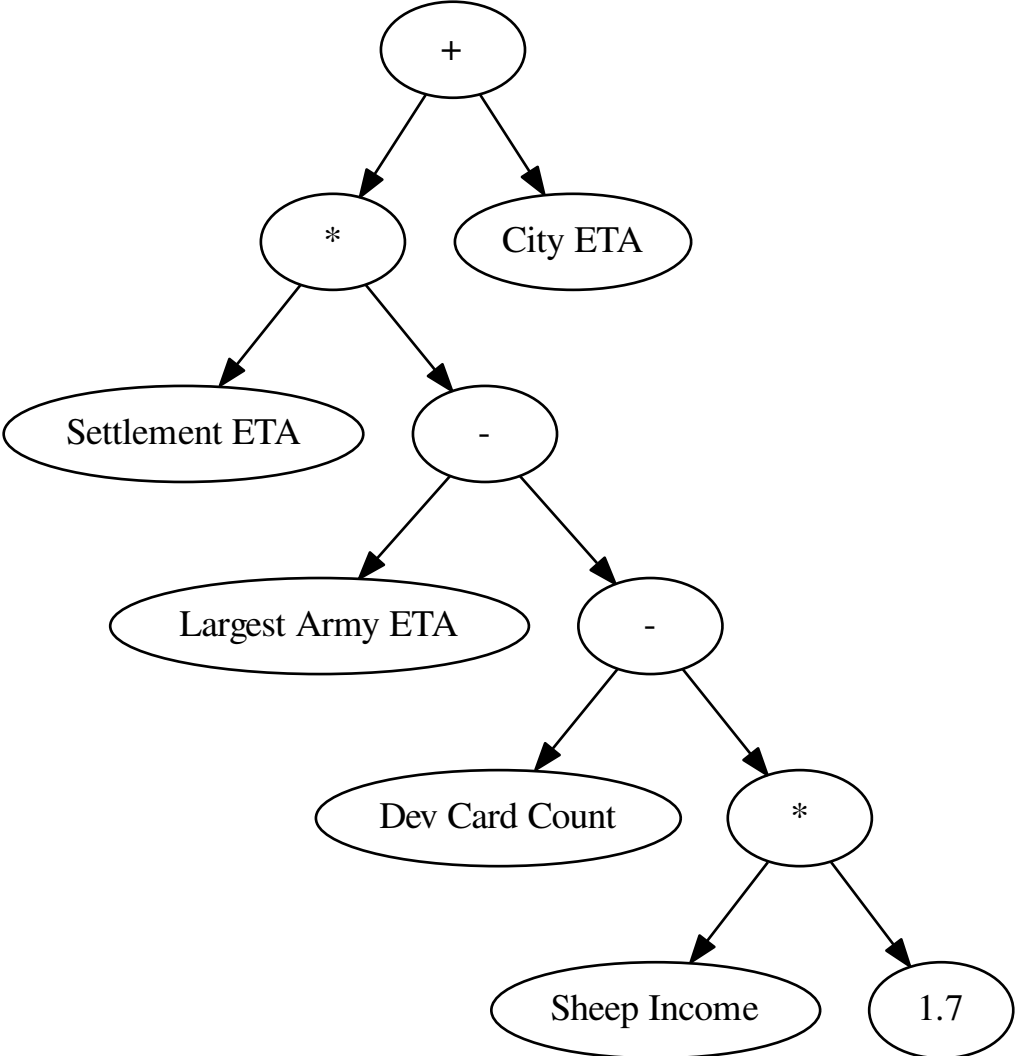 +
*
City ETA
Settlement ETA
-
Largest Army ETA
-
Dev Card Count
*
Sheep Income
1.7